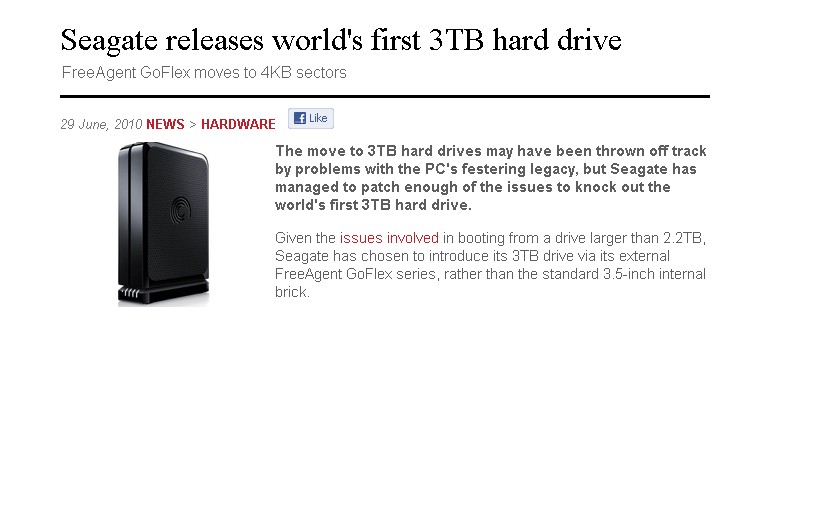 Seagate releases world's first 3TB hard drive
FreeAgent GoFlex moves to 4KB sectors
29 June, 2010 NEWS > HARDWARE Like
The move to 3TB hard drives may have been thrown off track
by problems with the PC's festering legacy, but Seagate has
managed to patch enough of the issues to knock out the
world's first 3TB hard drive.
Given the issues involved in booting from a drive larger than 2.2TB,
Seagate has chosen to introduce its 3TB drive via its external
FreeAgent GoFlex series, rather than the standard 3.5-inch internal
brick.